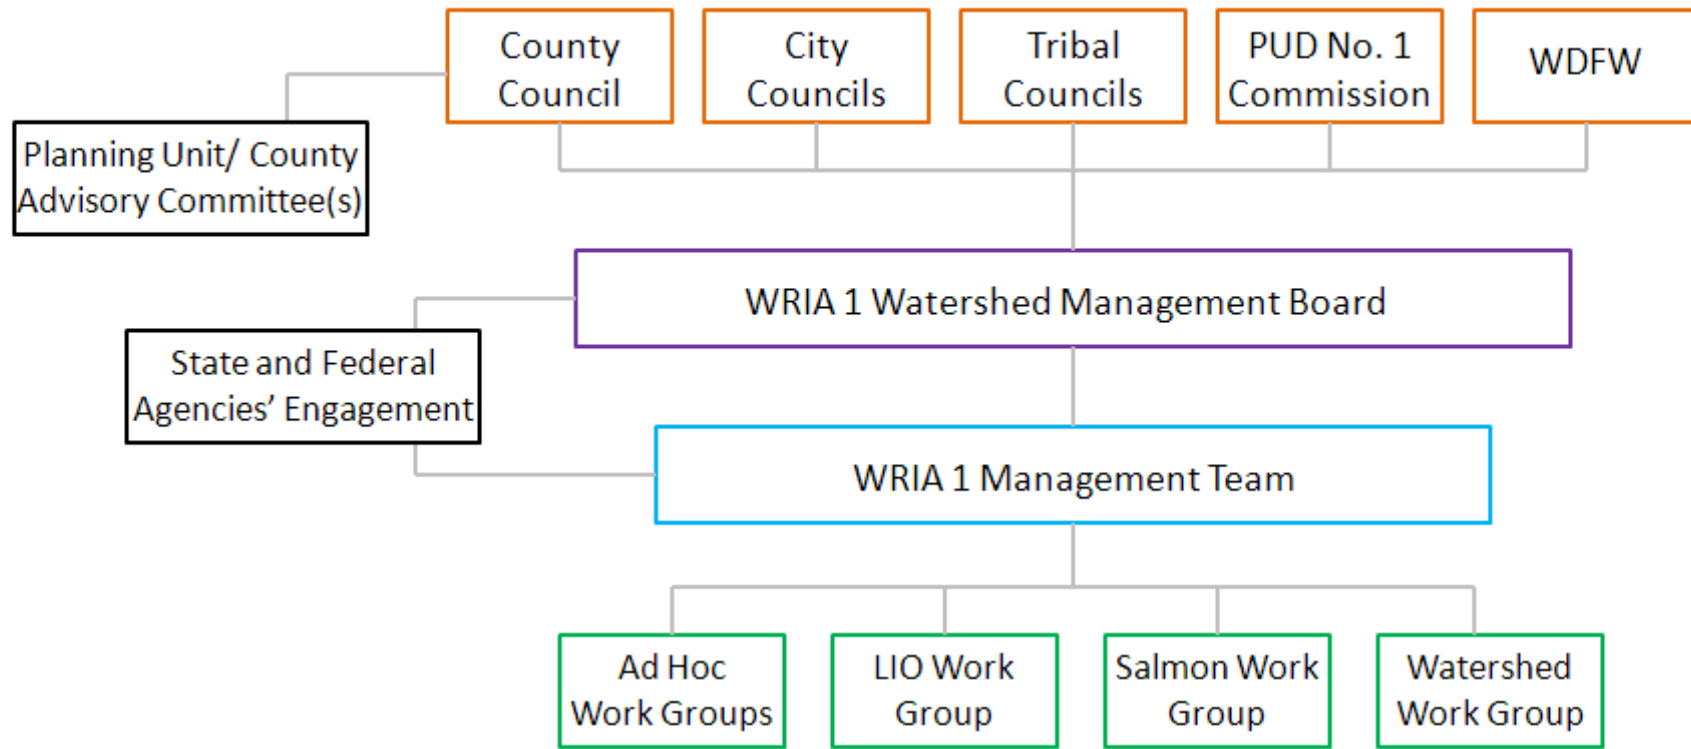 County
Council
City
Councils
Tribal
Councils
PUD No. 1
Commission
WDFW
Planning Unit/ County
Advisory Committee(s)
WRIA 1 Watershed Management Board
State and Federal
Agencies’ Engagement
WRIA 1 Management Team
Ad Hoc
Work Groups
LIO Work
Group
Salmon Work
Group
Watershed
Work Group